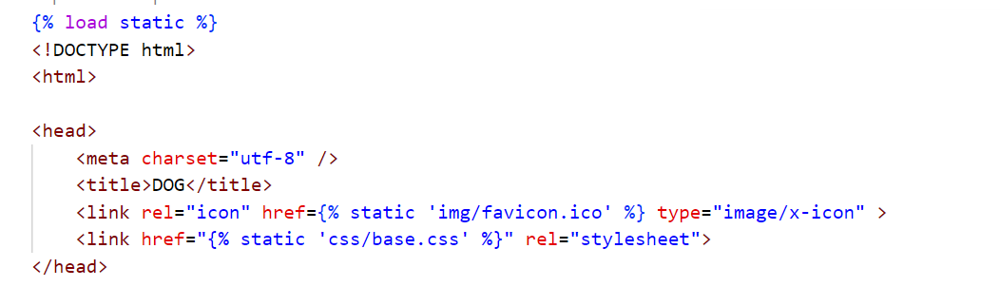 {% load static %}
<!DOCTYPE html>
<html>
<head>
<meta charset="utf-8" />
<title>DOG</title>
<link rel="icon" href={% static 'img/favicon.ico' %} type="image/x-icon" >
<link href="{% static 'css/base.css' %}" rel="stylesheet">
</head>